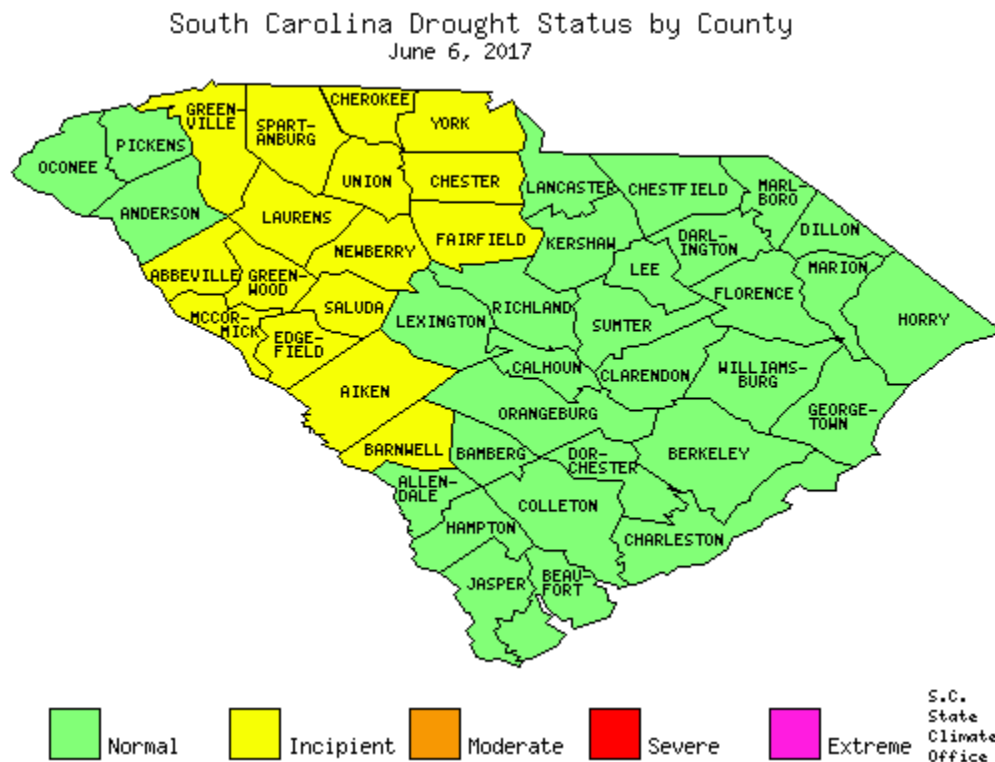 South Carolina Drought Status by County
June 6, 2017
CHEROKEE
GREEN-
VILLE
SPART-
ANBURG
YORK
PICKENS
OCONEE
UNION
CHESTER
LANCASTER
CHESTFIELD
MARL-
BORO
ANDERSON
LAURENS
DILLON
NEWBERRY
FAIRFIELD
KERSHAW
DARL-
INGTON
ABBEVILLE
GREEN-
WOOD
LEE
MARION
SALUDA
RICHLAND
FLORENCE
MCCOR-
MICK
LEXINGTON
SUMTER
HORRY
EDGE-
FIELD
CALHOUN
CLARENDON
WILLIAMS-
BURG
AIKEN
ORANGEBURG
GEORGE-
TOWN
BARNWELL
BAMBERG
DOR-
CHESTER
BERKELEY
ALLEN-
DALE
COLLETON
HAMPTON
CHARLESTON
JASPER
BEAU-
FORT
Normal
Incipient
Moderate
Severe
Extreme
S.C.
State
Climate
Office